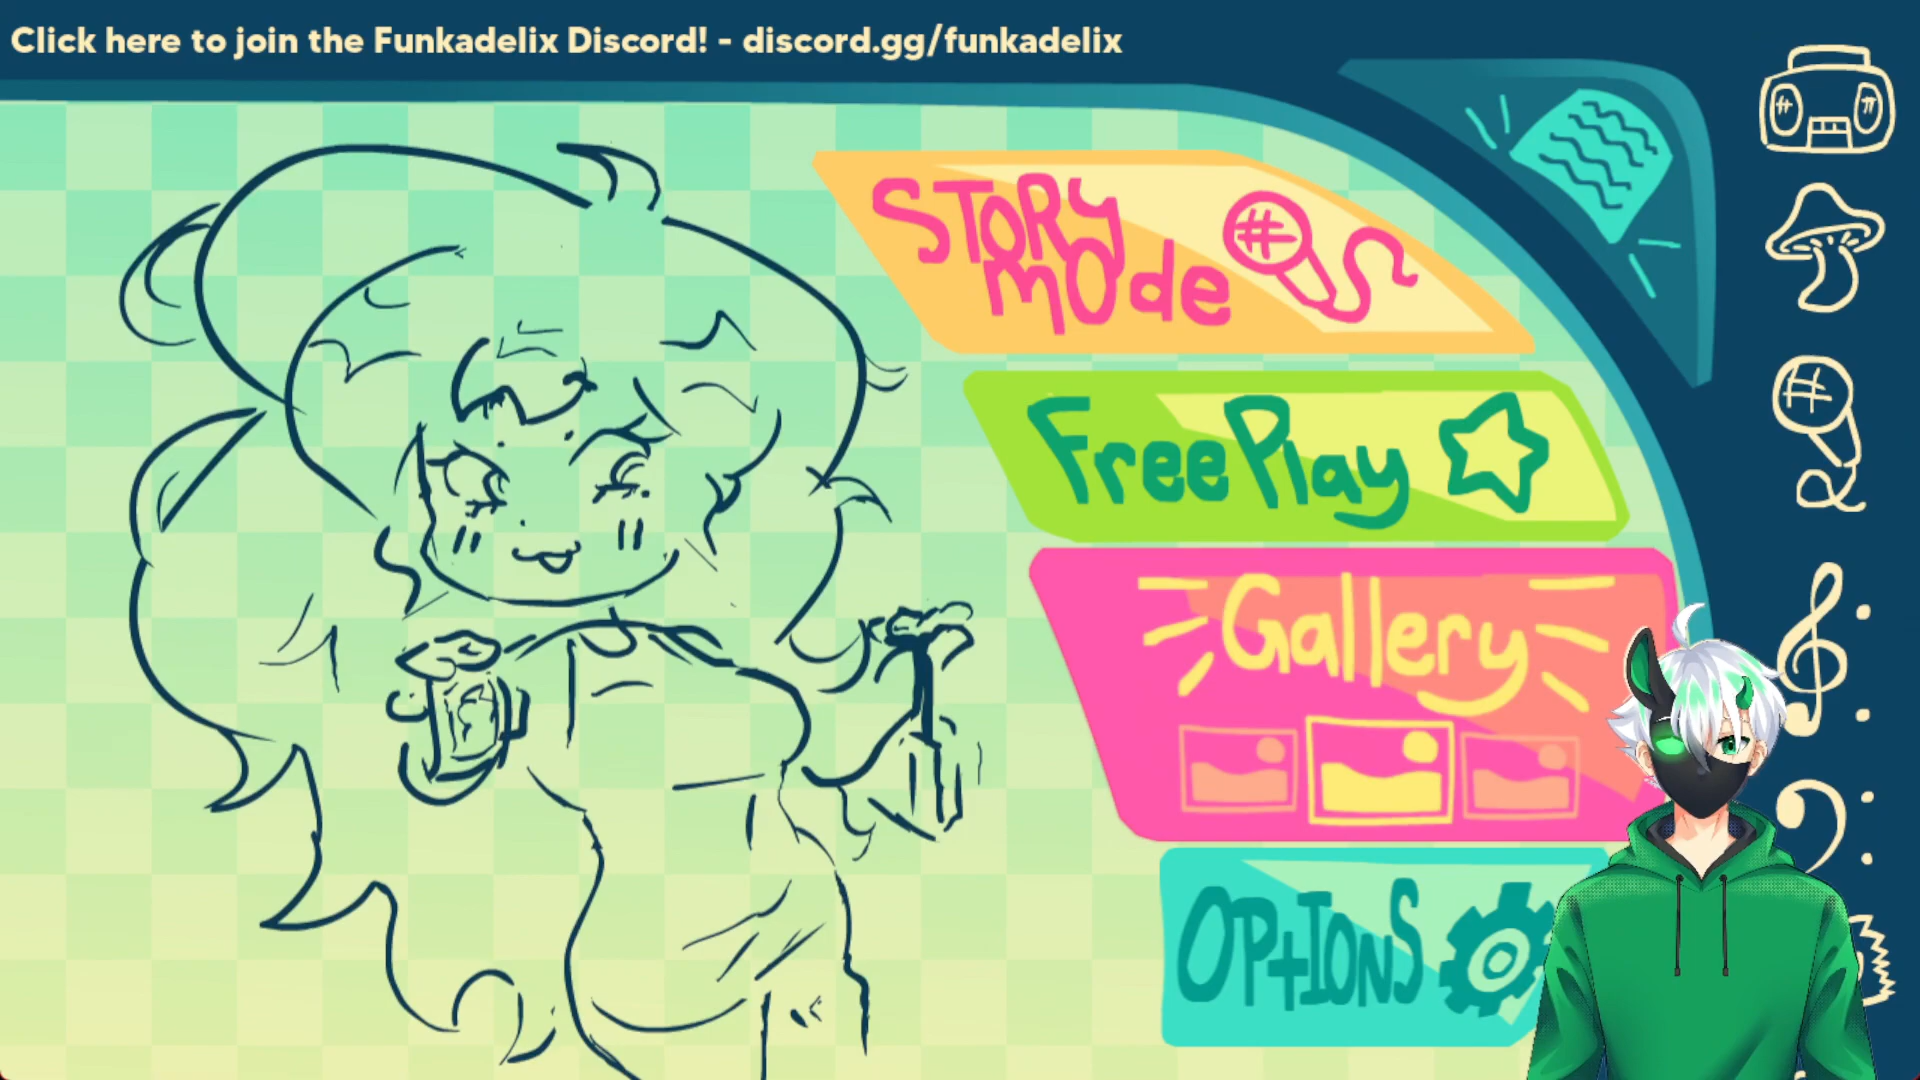 Click here to join the Funkadelix Discord! - discord.gg/funkadelix
STORY
MOde
FreePlay
Gallery
OPtIONS